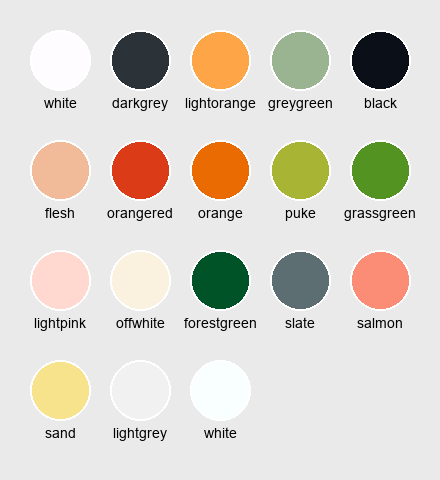 white darkgrey lightorange greygreen black
flesh orangered orange puke grassgreen
lightpink offwhite forestgreen slate salmon
sand lightgrey white